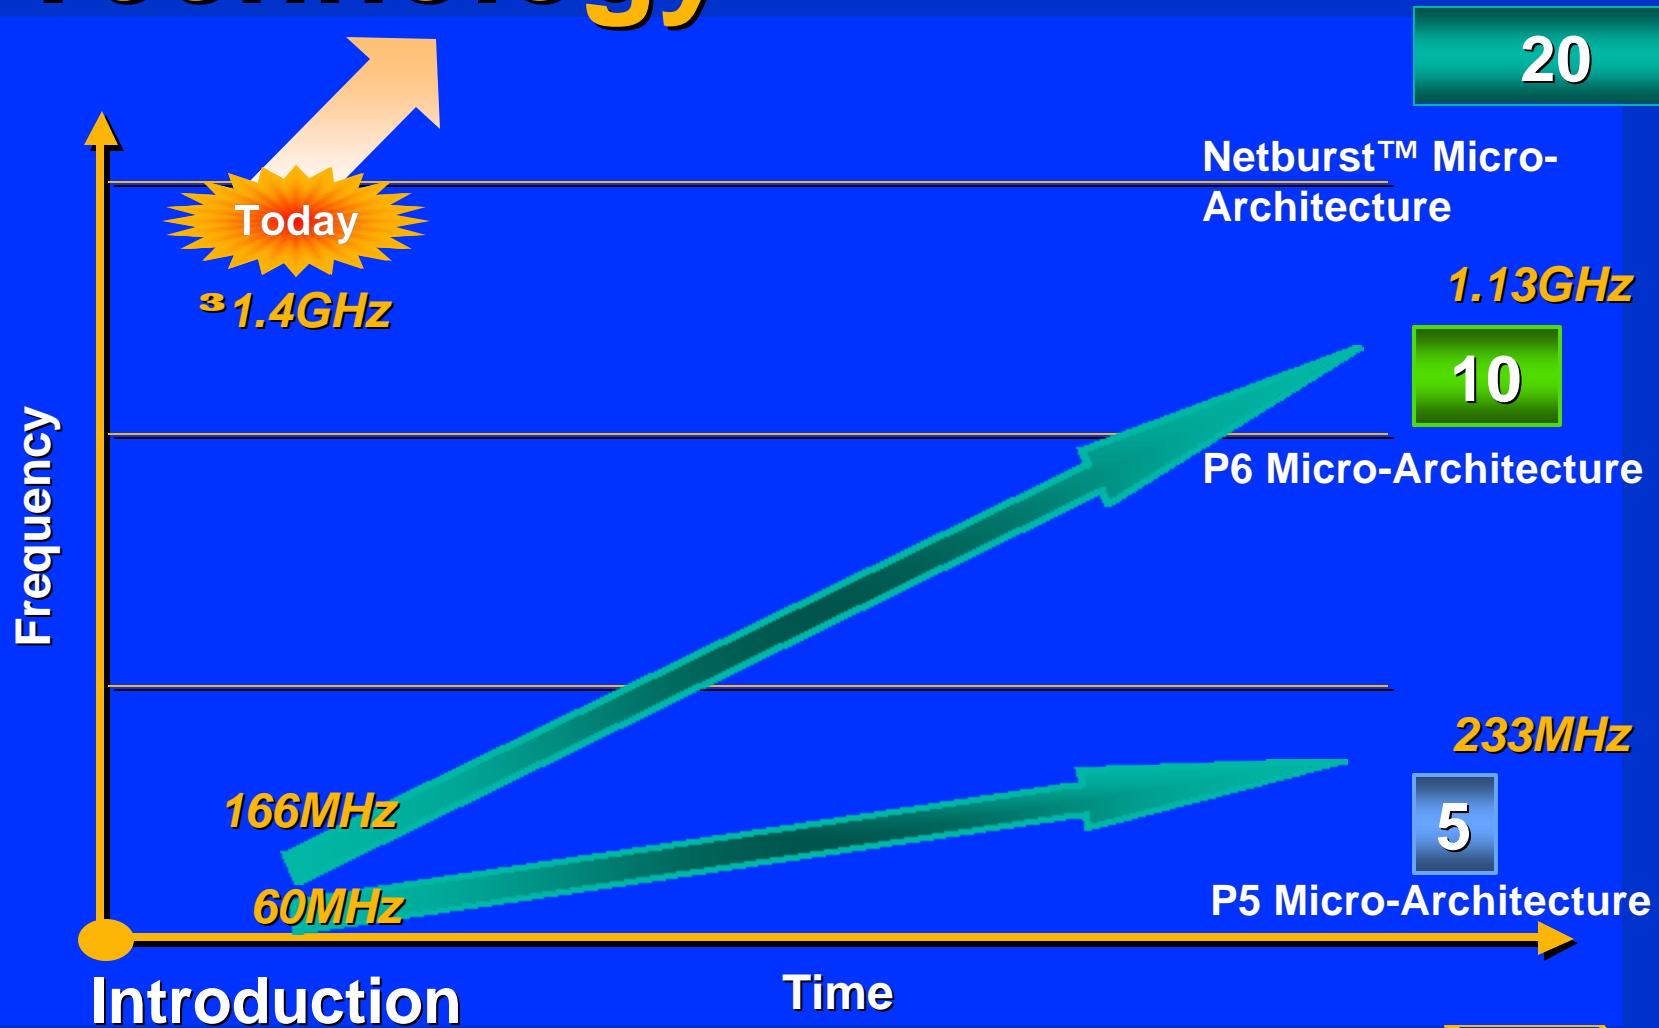 Technology
20
Netburst™ Micro-
Architecture
Today
1.13GHz
³1.4GHz
10
P6 Micro-Architecture
Frequency
233MHz
166MHz
5
60MHz
P5 Micro-Architecture
Introduction
Time